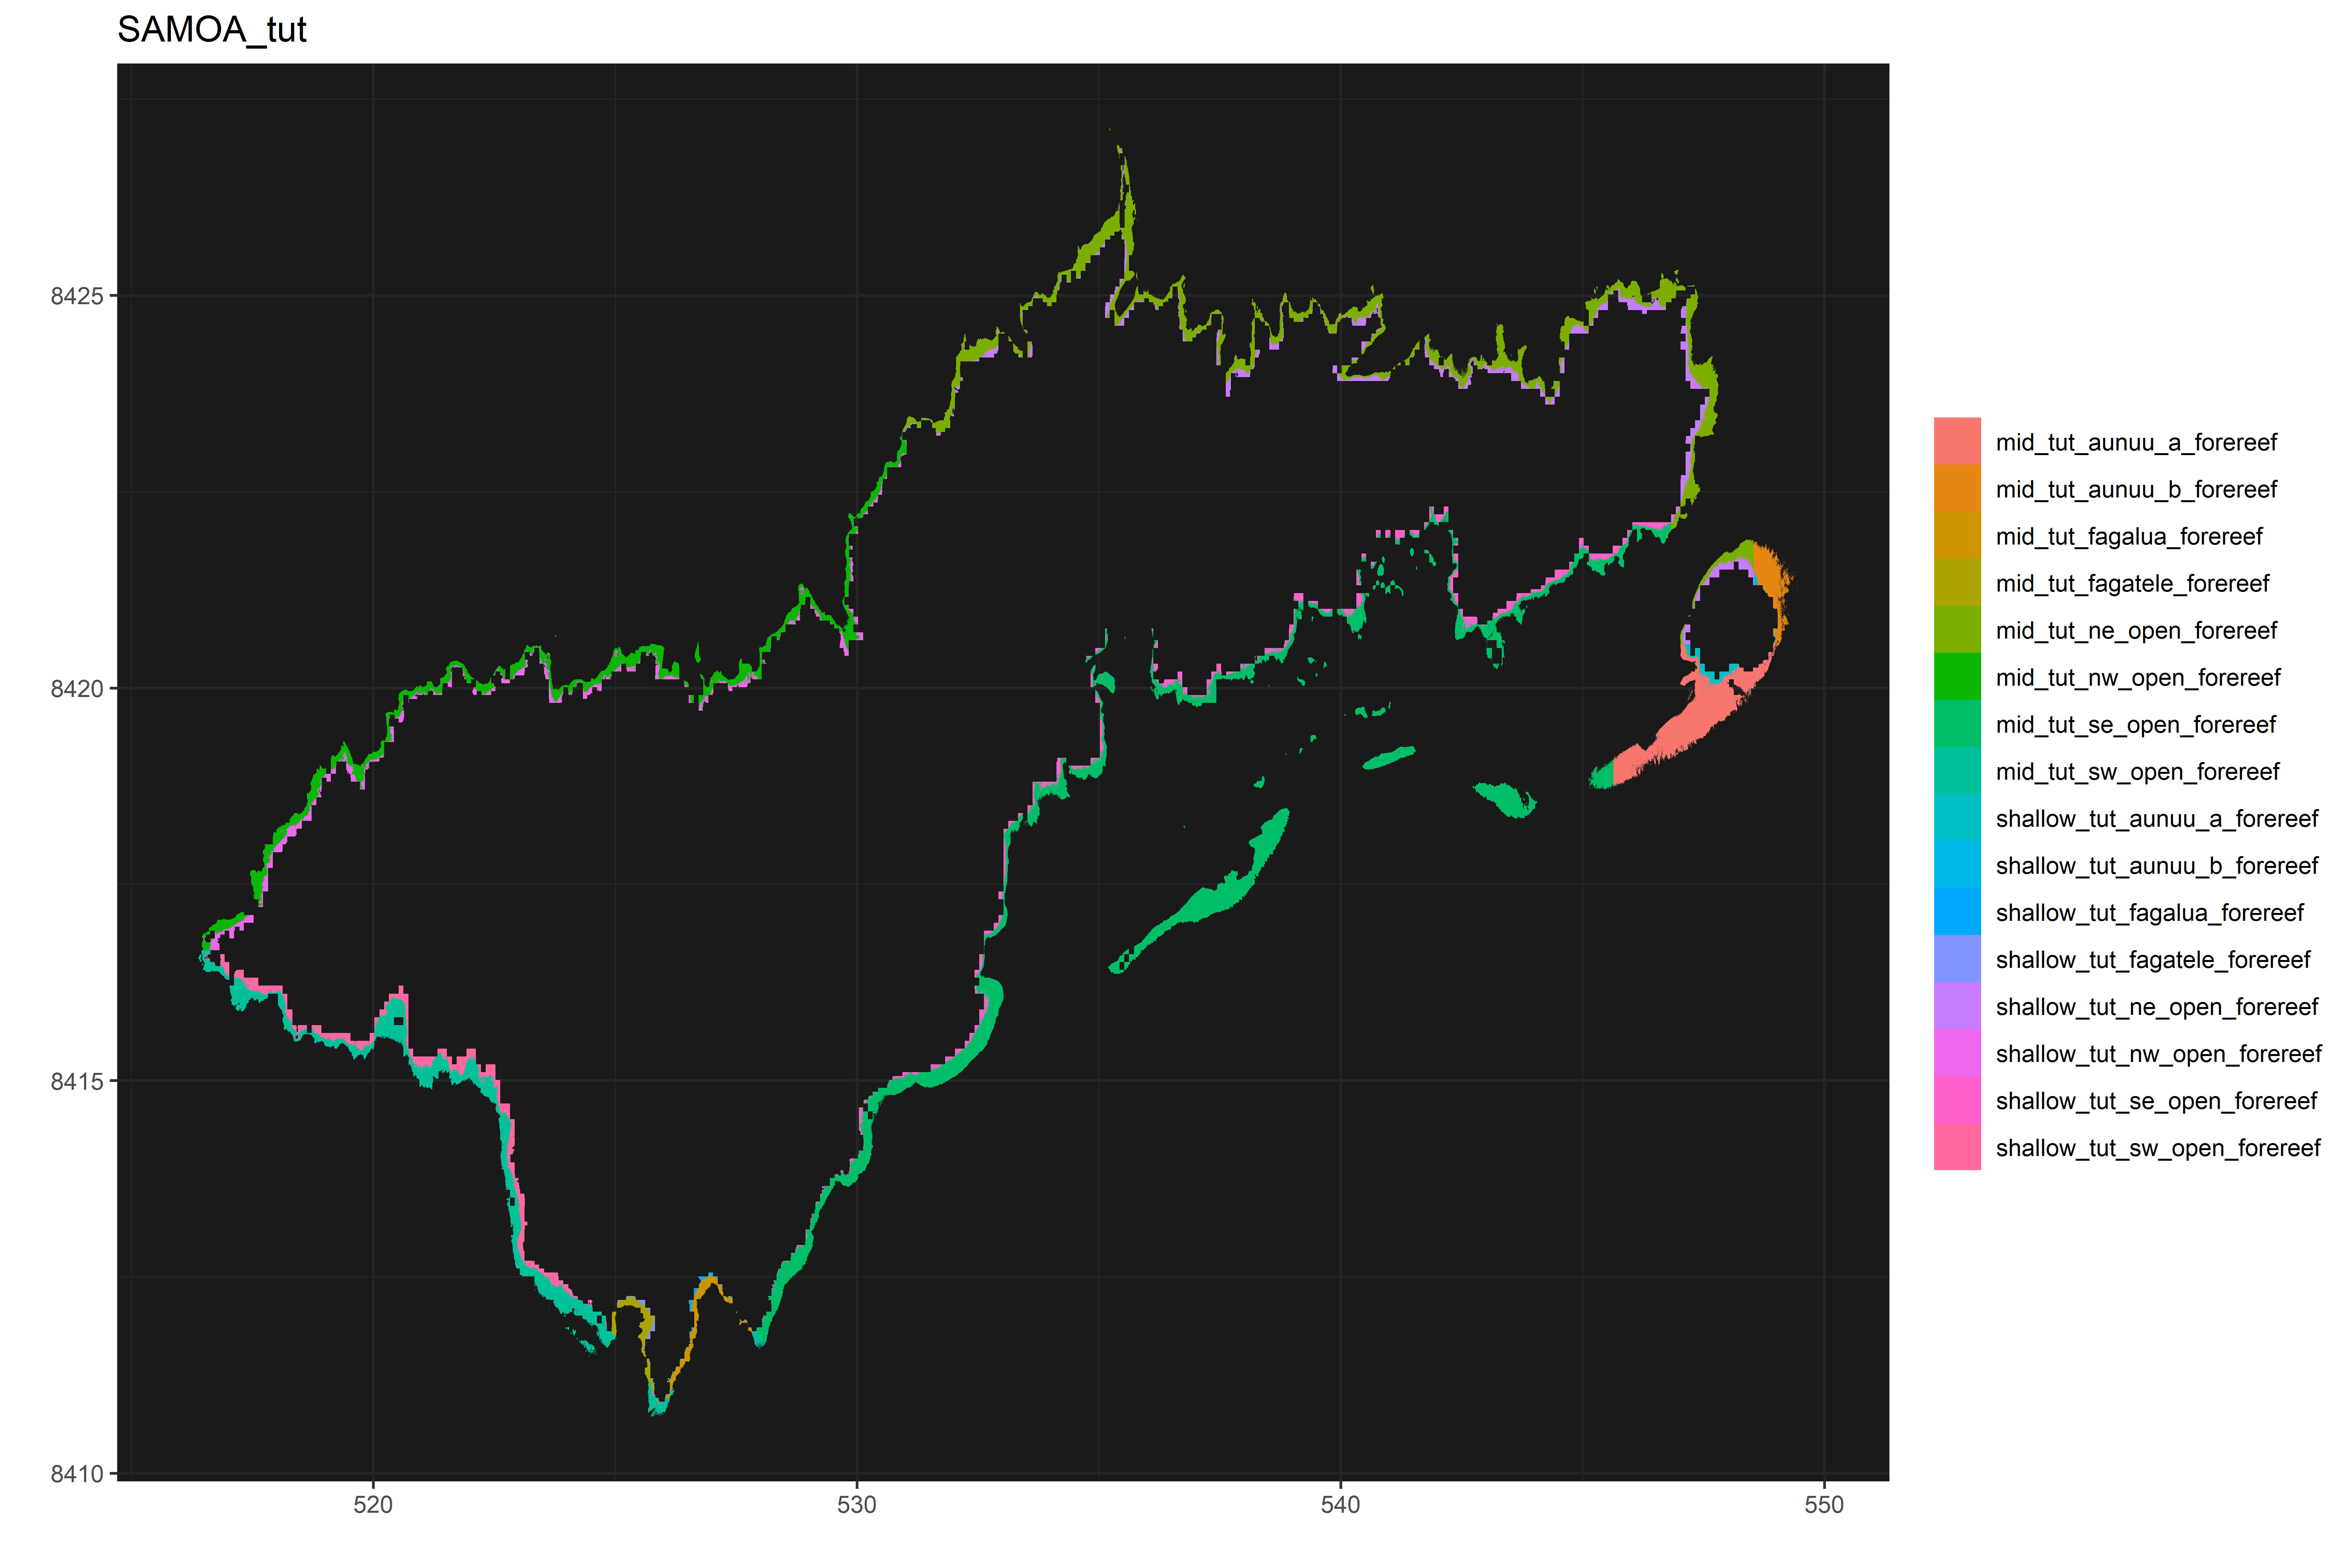 SAMOA_tut
8425
8420
8415
8410
520
530
540
550
mid_tut_aunuu_a_forereef
mid_tut_aunuu_b_forereef
mid_tut_fagalua_forereef
mid_tut_fagatele_forereef
mid_tut_ne_open_forereef
mid_tut_nw_open_forereef
mid_tut_se_open_forereef
mid_tut_sw_open_forereef
shallow_tut_aunuu_a_forereef
shallow_tut_aunuu_b_forereef
shallow_tut_fagalua_forereef
shallow_tut_fagatele_forereef
shallow_tut_ne_open_forereef
shallow_tut_nw_open_forereef
shallow_tut_se_open_forereef
shallow_tut_sw_open_forereef